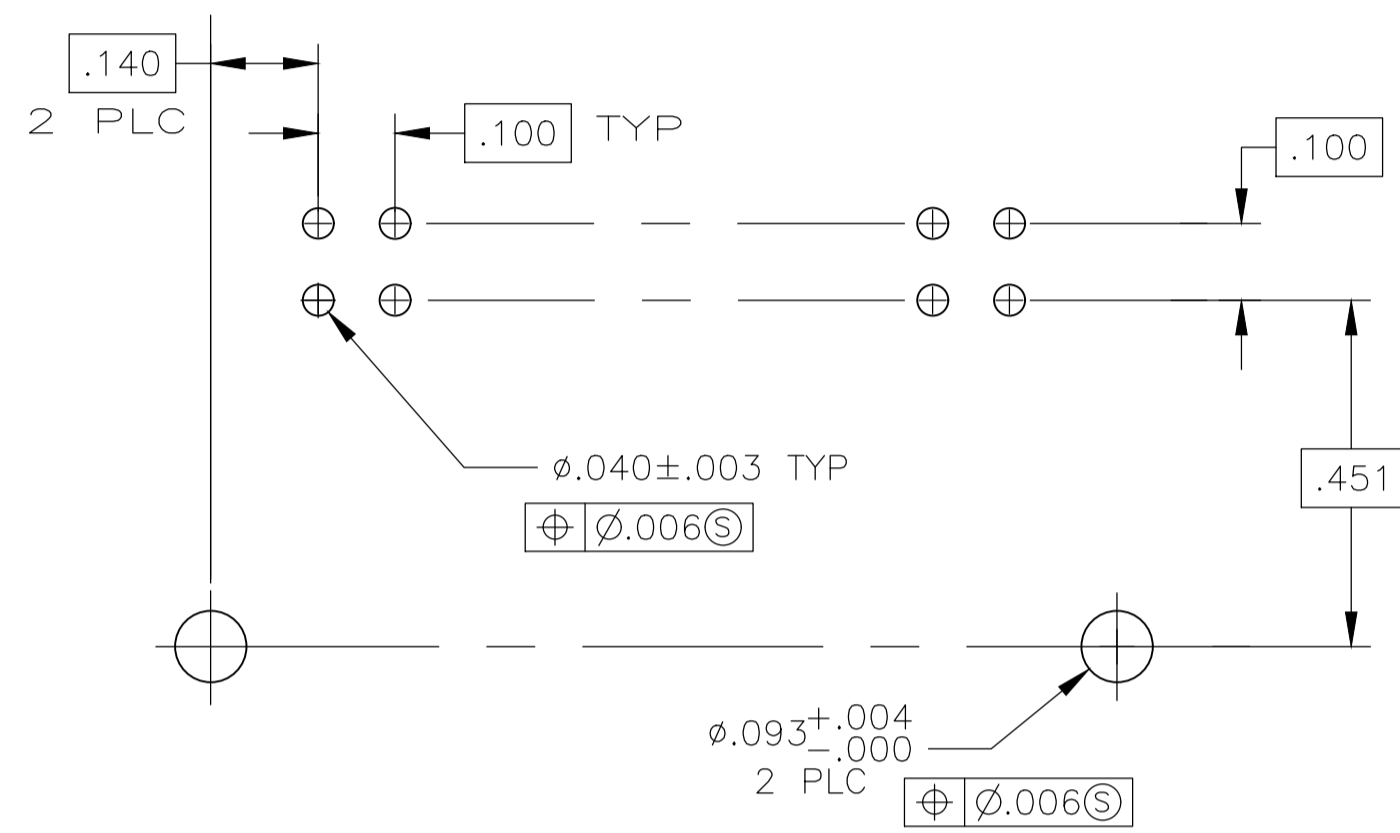 .140
2 PLC
.100 TYP
.100
⌀.040±.003 TYP
⌖ ⌀.006Ⓢ
.451
⌀.093 +.004
-.000
2 PLC
⌖ ⌀.006Ⓢ